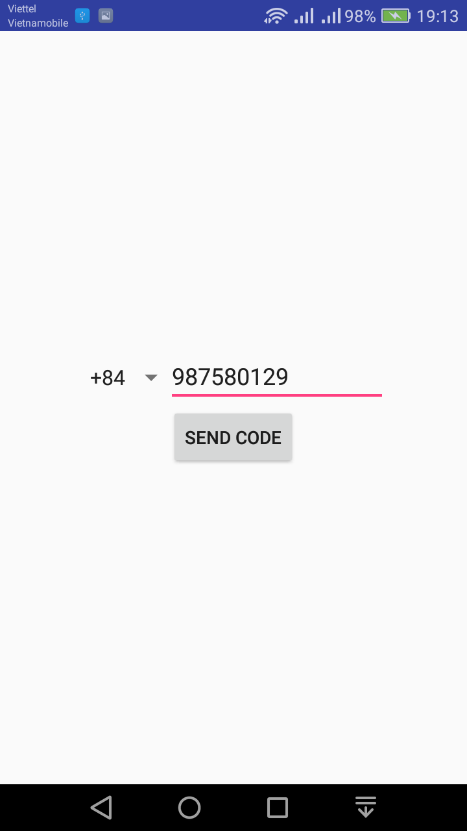 Viettel
Vietnamobile
98%
19:13
+84
987580129
SEND CODE